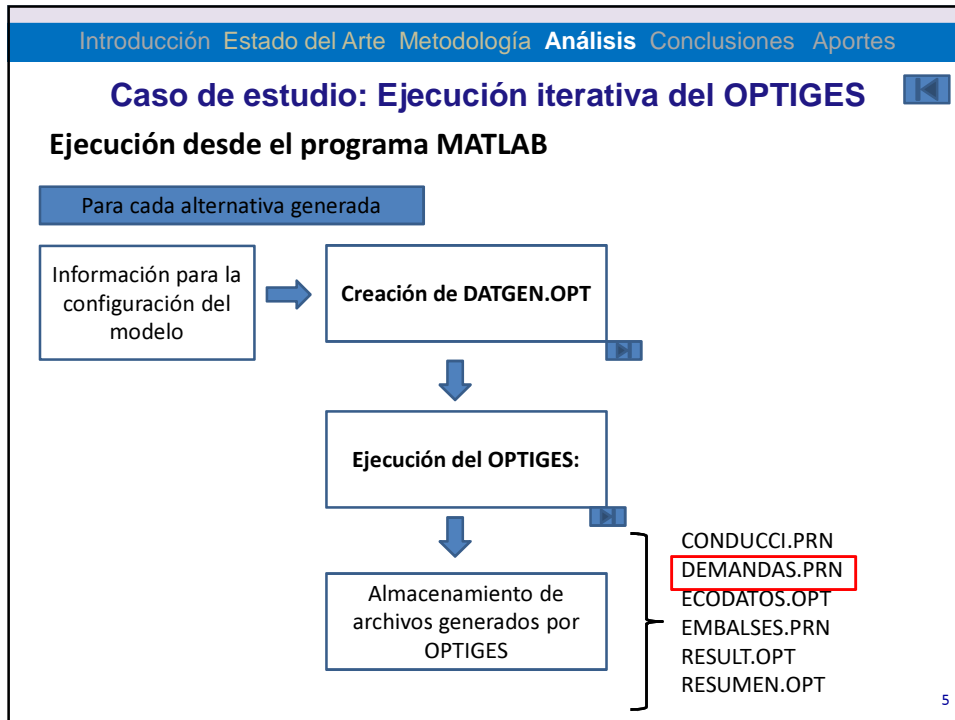 Introducción Estado del Arte Metodología Análisis Conclusiones Aportes
Caso de estudio: Ejecución iterativa del OPTIGES
Ejecución desde el programa MATLAB
Para cada alternativa generada
Información para la
configuración del
modelo
Creación de DATGEN.OPT
Ejecución del OPTIGES:
Almacenamiento de
archivos generados por
OPTIGES
CONDUCCI.PRN
DEMANDAS.PRN
ECODATOS.OPT
EMBALSES.PRN
RESULT.OPT
RESUMEN.OPT
5